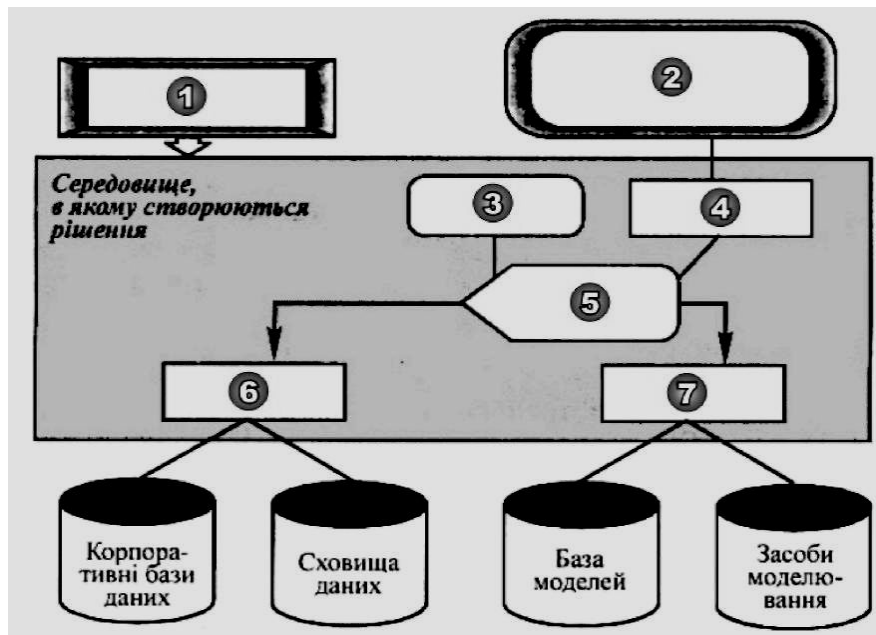 1
2
Середовище,
в якому створюються
рішення
3
4
5
6
7
Корпора-
тивні бази
даних
Сховища
даних
База
моделей
Засоби
моделю-
вання